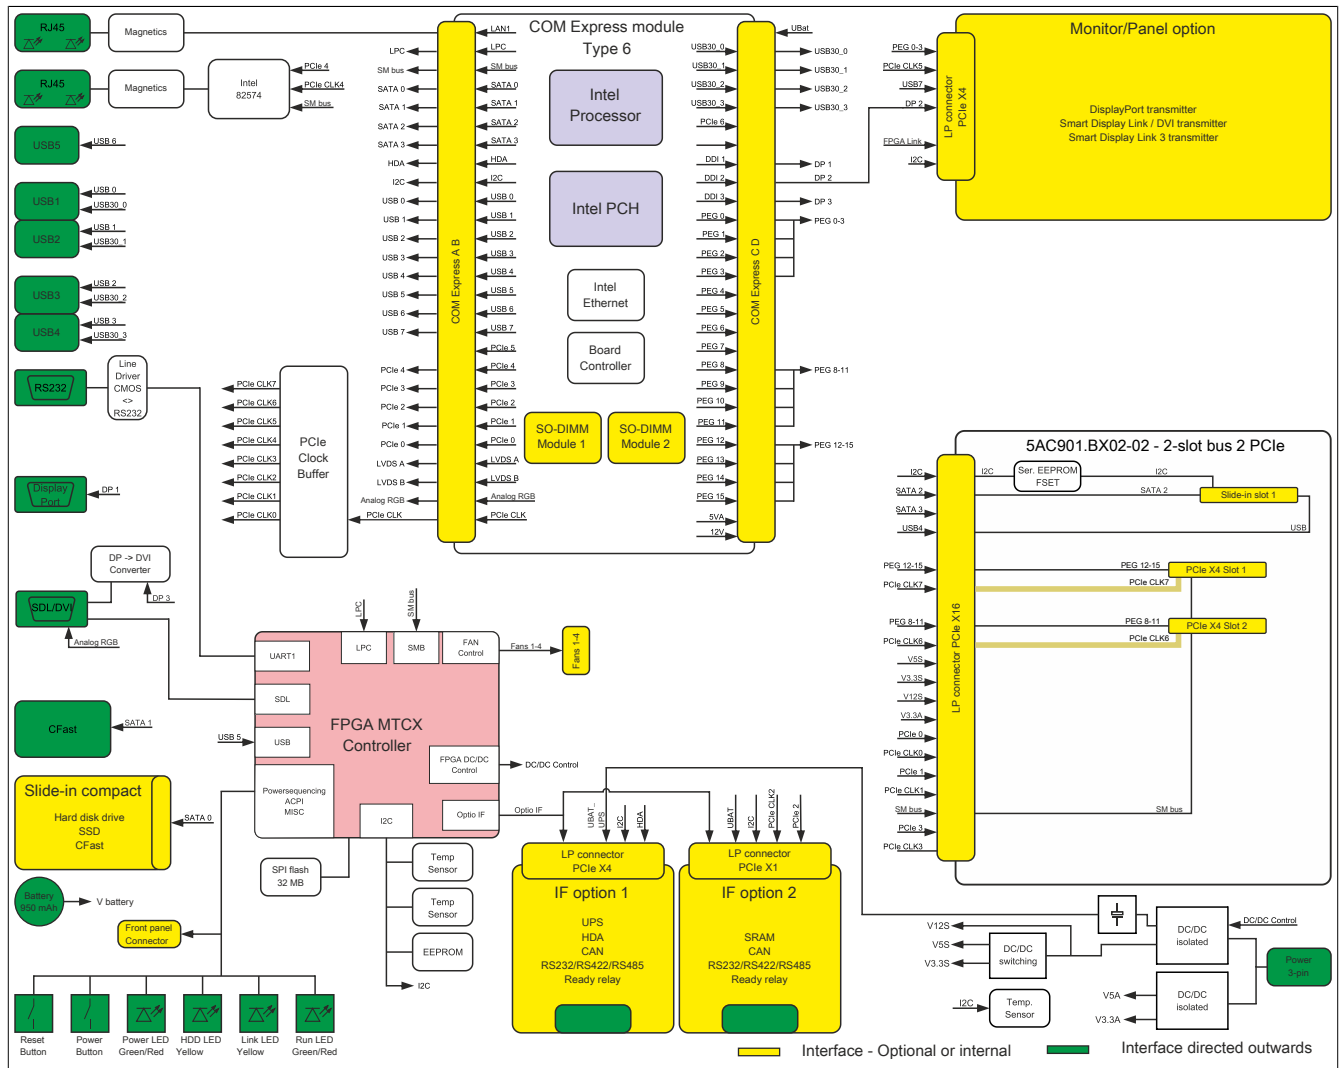 RJ45
Magnetics
RJ45
Magnetics
Intel
82574
PCIe 4
PCIe CLK4
SM bus
USB5
USB 6
USB1
USB 0
USB30_0
USB2
USB 1
USB30_1
USB3
USB 2
USB30_2
USB4
USB 3
USB30_3
RS232
Line
Driver
CMOS
<>
RS232
Display
Port
DP 1
DP -> DVI
Converter
DP 3
SDL/DVI
Analog RGB
CFast
SATA 1
Slide-in compact
Hard disk drive
SSD
CFast
SATA 0
Battery
950 mAh
V battery
Front panel
Connector
Reset
Button
Power
Button
Power LED
Green/Red
HDD LED
Yellow
Link LED
Yellow
Run LED
Green/Red
PCIe CLK7
PCIe CLK6
PCIe CLK5
PCIe CLK4
PCIe CLK3
PCIe CLK2
PCIe CLK1
PCIe CLK0
PCIe
Clock
Buffer
PCIe CLK
LPC
SM bus
SATA 0
SATA 1
SATA 2
SATA 3
HDA
I2C
USB 0
USB 1
USB 2
USB 3
USB 4
USB 5
USB 6
USB 7
PCIe 4
PCIe 3
PCIe 2
PCIe 1
PCIe 0
LVDS A
LVDS B
Analog RGB
COM Express A B
LAN1
LPC
SM bus
SATA 0
SATA 1
SATA 2
SATA 3
HDA
I2C
USB 0
USB 1
USB 2
USB 3
USB 4
USB 5
USB 6
USB 7
PCIe 5
PCIe 4
PCIe 3
PCIe 2
PCIe 1
PCIe 0
LVDS A
LVDS B
Analog RGB
PCIe CLK
COM Express module
Type 6
Intel
Processor
Intel PCH
Intel
Ethernet
Board
Controller
SO-DIMM
Module 1
SO-DIMM
Module 2
USB30_0
USB30_1
USB30_2
USB30_3
PCIe 6
DDI 1
DDI 2
DDI 3
PEG 0
PEG 1
PEG 2
PEG 3
PEG 4
PEG 5
PEG 6
PEG 7
PEG 8
PEG 9
PEG 10
PEG 11
PEG 12
PEG 13
PEG 14
PEG 15
5VA
12V
COM Express C D
UBat
USB30_0
USB30_1
USB30_2
USB30_3
DP 1
DP 2
DP 3
PEG 0-3
PEG 8-11
PEG 12-15
PEG 0-3
PCIe CLK5
USB7
DP 2
FPGA Link
I2C
LP connector
PCIe X4
Monitor/Panel option
DisplayPort transmitter
Smart Display Link / DVI transmitter
Smart Display Link 3 transmitter
5AC901.BX02-02 - 2-slot bus 2 PCIe
I2C
SATA 2
SATA 3
USB4
PEG 12-15
PCIe CLK7
PEG 8-11
PCIe CLK6
V5S
V3.3S
V12S
V3.3A
PCIe 0
PCIe CLK0
PCIe 1
PCIe CLK1
SM bus
PCIe 3
PCIe CLK3
LP connector PCIe X16
I2C
Ser. EEPROM
FSET
I2C
SATA 2
Slide-in slot 1
USB
PEG 12-15
PCIe X4 Slot 1
PCIe CLK7
PEG 8-11
PCIe X4 Slot 2
PCIe CLK6
SM bus
LPC
SM bus
UART1
LPC
SMB
FAN
Control
Fans 1-4
Fans 1-4
SDL
FPGA MTCX
Controller
USB 5
USB
FPGA DC/DC
Control
DC/DC Control
Powersequencing
ACPI
MISC
I2C
Optio IF
Optio IF
SPI flash
32 MB
Temp
Sensor
Temp
Sensor
EEPROM
I2C
UBAT_
UPS
I2C
HDA
LP connector
PCIe X4
IF option 1
UPS
HDA
CAN
RS232/RS422/RS485
Ready relay
UBAT
I2C
PCIe CLK2
PCIe 2
LP connector
PCIe X1
IF option 2
SRAM
CAN
RS232/RS422/RS485
Ready relay
V12S
V5S
V3.3S
DC/DC
switching
DC/DC
isolated
DC/DC Control
Power
3-pin
V5A
V3.3A
DC/DC
isolated
I2C
Temp.
Sensor
Interface - Optional or internal
Interface directed outwards